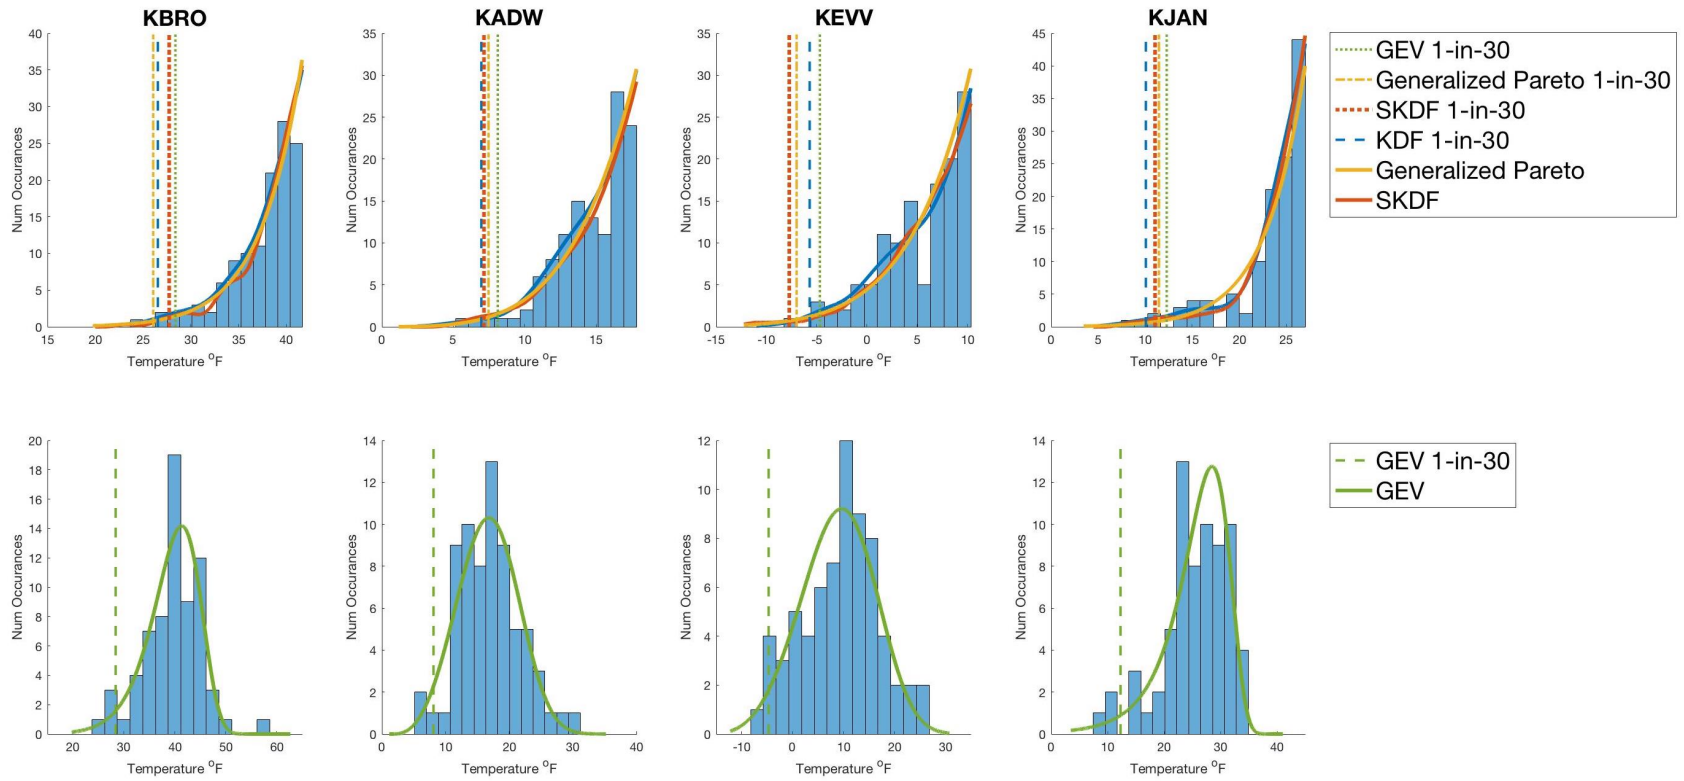 KBRO
KADW
KEVV
KJAN
40
35
30
25
20
15
10
5
0
Num Occurances
15 20 25 30 35 40
Temperature °F
35
30
25
20
15
10
5
0
Num Occurances
0 5 10 15
Temperature °F
35
30
25
20
15
10
5
0
Num Occurances
-15 -10 -5 0 5 10
Temperature °F
45
40
35
30
25
20
15
10
5
0
Num Occurances
0 5 10 15 20 25
Temperature °F
GEV 1-in-30
Generalized Pareto 1-in-30
SKDF 1-in-30
KDF 1-in-30
Generalized Pareto
SKDF
20
18
16
14
12
10
8
6
4
2
0
Num Occurances
20 30 40 50 60
Temperature °F
14
12
10
8
6
4
2
0
Num Occurances
10 20 30 40
Temperature °F
12
10
8
6
4
2
0
Num Occurances
-10 0 10 20 30
Temperature °F
14
12
10
8
6
4
2
0
Num Occurances
0 10 20 30 40
Temperature °F
GEV 1-in-30
GEV